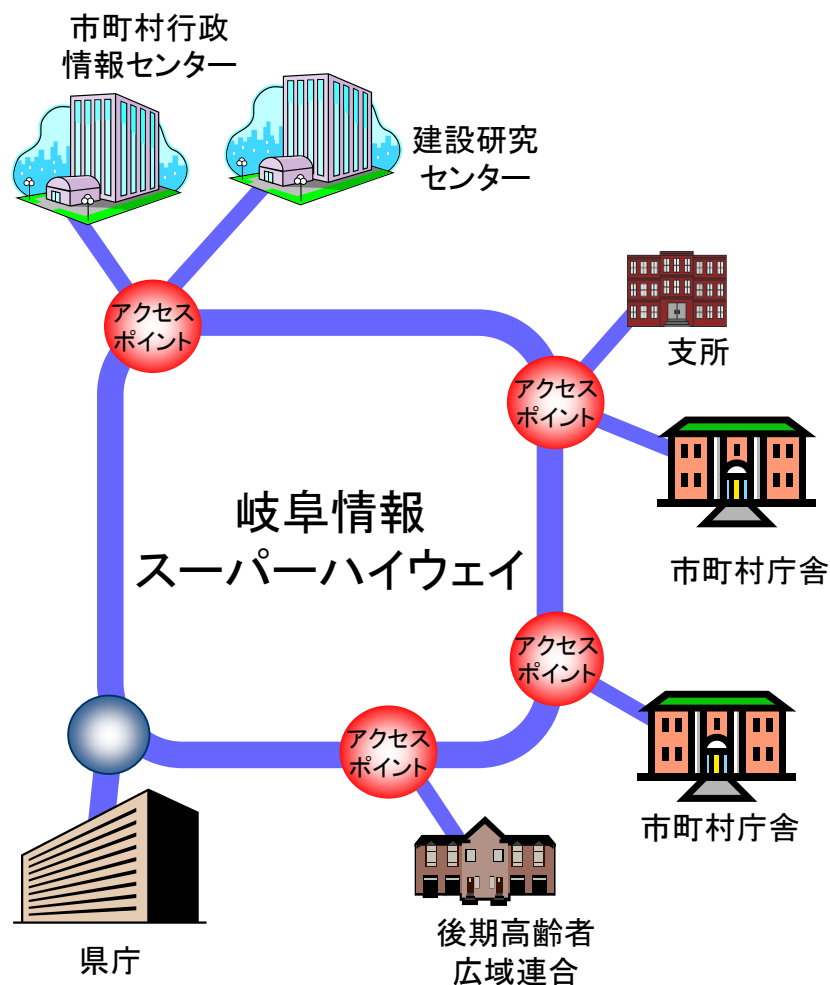 市町村行政
情報センター
建設研究
センター
アクセス
ポイント
支所
アクセス
ポイント
市町村庁舎
岐阜情報
スーパーハイウェイ
アクセス
ポイント
市町村庁舎
アクセス
ポイント
県庁
後期高齢者
広域連合